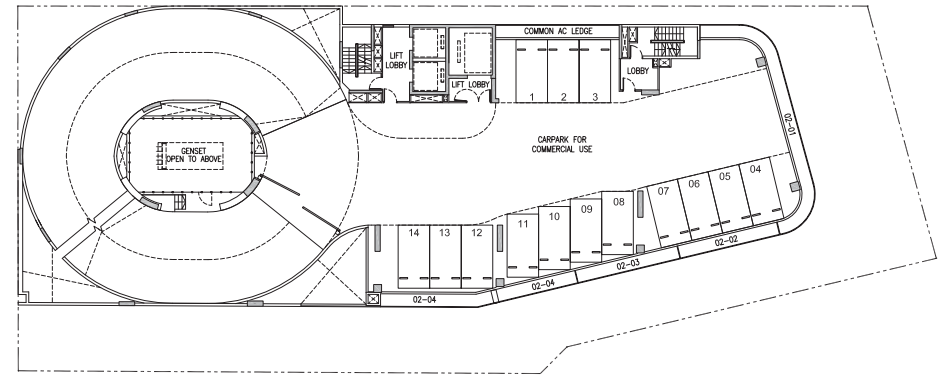 COMMON AC LEDGE
LIFT
LOBBY
LIFT LOBBY
LOBBY
1
2
3
02-01
CARPARK FOR
COMMERCIAL USE
GENSET
OPEN TO ABOVE
07
06
05
04
14
13
12
11
10
09
08
02-02
02-03
02-04
02-04